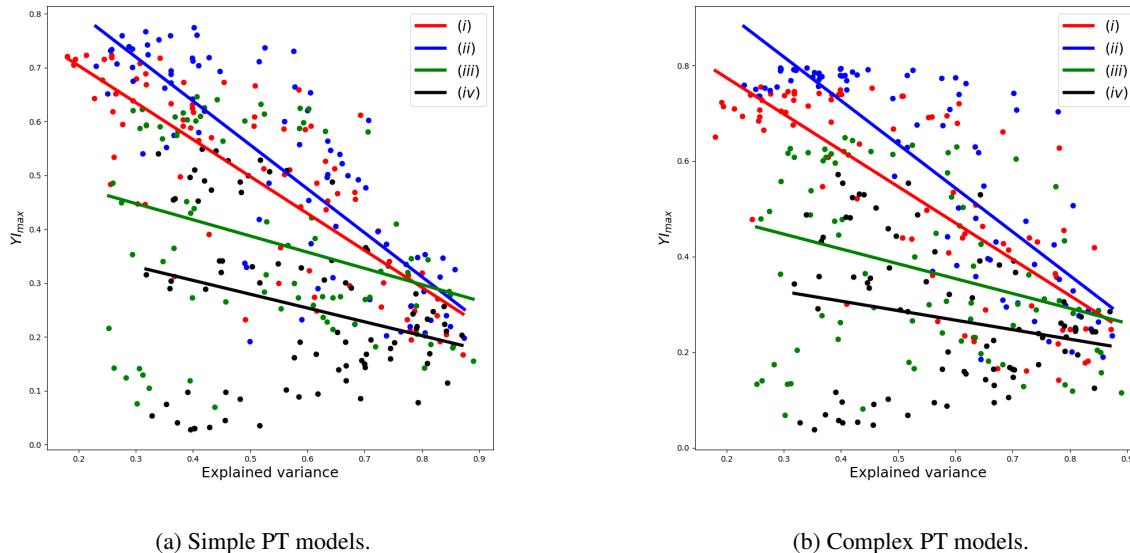 0.8
0.7
0.6
0.5
0.4
0.3
0.2
0.1
0.0
YI_max
0.2 0.3 0.4 0.5 0.6 0.7 0.8 0.9
Explained variance
(i)
(ii)
(iii)
(iv)
(a) Simple PT models.
0.8
0.6
0.4
0.2
0.0
0.2 0.3 0.4 0.5 0.6 0.7 0.8 0.9
Explained variance
YI_max
(i)
(ii)
(iii)
(iv)
(b) Complex PT models.